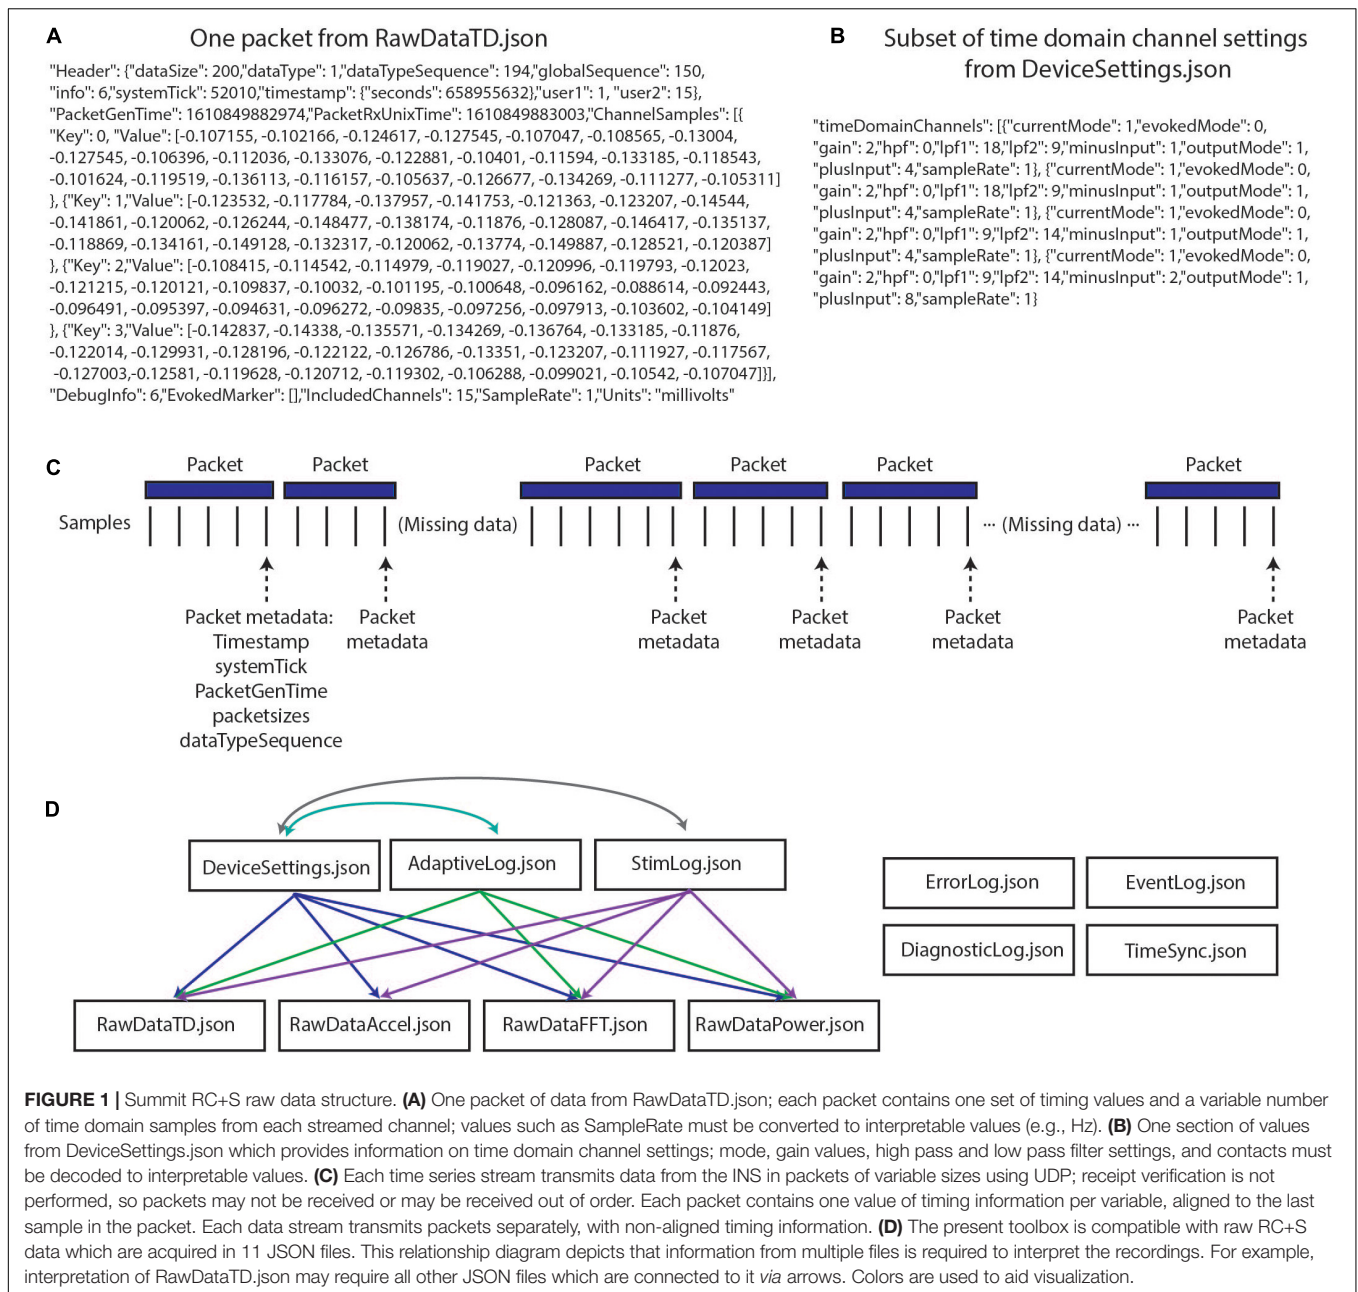 A
One packet from RawDataTD.json
"Header": {"dataSize": 200,"dataType": 1,"dataTypeSequence": 194,"globalSequence": 150,
"info": 6,"systemTick": 52010,"timestamp": {"seconds": 658955632},"user1": 1, "user2": 15},
"PacketGenTime": 1610849882974,"PacketRxUnixTime": 1610849883003,"ChannelSamples": [{
"Key": 0, "Value": [-0.107155, -0.102166, -0.124617, -0.127545, -0.107047, -0.108565, -0.13004,
-0.127545, -0.106396, -0.112036, -0.133076, -0.122881, -0.10401, -0.11594, -0.133185, -0.118543,
-0.101624, -0.119519, -0.136113, -0.116157, -0.105637, -0.126677, -0.134269, -0.111277, -0.105311]
}, {"Key": 1,"Value": [-0.123532, -0.117784, -0.137957, -0.141753, -0.121363, -0.123207, -0.14544,
-0.141861, -0.120062, -0.126244, -0.148477, -0.138174, -0.11876, -0.128087, -0.146417, -0.135137,
-0.118869, -0.134161, -0.149128, -0.132317, -0.120062, -0.13774, -0.149887, -0.128521, -0.120387]
}, {"Key": 2,"Value": [-0.108415, -0.114542, -0.114979, -0.119027, -0.120996, -0.119793, -0.12023,
-0.121215, -0.120121, -0.109837, -0.10032, -0.101195, -0.100648, -0.096162, -0.088614, -0.092443,
-0.096491, -0.095397, -0.094631, -0.096272, -0.09835, -0.097256, -0.097913, -0.103602, -0.104149]
}, {"Key": 3,"Value": [-0.142837, -0.14338, -0.135571, -0.134269, -0.136764, -0.133185, -0.11876,
-0.122014, -0.129931, -0.128196, -0.122122, -0.126786, -0.13351, -0.123207, -0.111927, -0.117567,
-0.127003,-0.12581, -0.119628, -0.120712, -0.119302, -0.106288, -0.099021, -0.10542, -0.107047]}],
"DebugInfo": 6,"EvokedMarker": [],"IncludedChannels": 15,"SampleRate": 1,"Units": "millivolts"
B
Subset of time domain channel settings
from DeviceSettings.json
"timeDomainChannels": [{"currentMode": 1,"evokedMode": 0,
"gain": 2,"hpf": 0,"lpf1": 18,"lpf2": 9,"minusInput": 1,"outputMode": 1,
"plusInput": 4,"sampleRate": 1}, {"currentMode": 1,"evokedMode": 0,
"gain": 2,"hpf": 0,"lpf1": 18,"lpf2": 9,"minusInput": 1,"outputMode": 1,
"plusInput": 4,"sampleRate": 1}, {"currentMode": 1,"evokedMode": 0,
"gain": 2,"hpf": 0,"lpf1": 9,"lpf2": 14,"minusInput": 1,"outputMode": 1,
"plusInput": 4,"sampleRate": 1}, {"currentMode": 1,"evokedMode": 0,
"gain": 2,"hpf": 0,"lpf1": 9,"lpf2": 14,"minusInput": 2,"outputMode": 1,
"plusInput": 8,"sampleRate": 1}
C
Packet Packet Packet Packet Packet Packet
Samples (Missing data) ... (Missing data) ...
Packet metadata:
Timestamp
systemTick
PacketGenTime
packetsizes
dataTypeSequence
Packet
metadata
Packet
metadata
Packet
metadata
Packet
metadata
Packet
metadata
D
DeviceSettings.json AdaptiveLog.json StimLog.json
ErrorLog.json EventLog.json
DiagnosticLog.json TimeSync.json
RawDataTD.json RawDataAccel.json RawDataFFT.json RawDataPower.json
FIGURE 1 | Summit RC+S raw data structure. (A) One packet of data from RawDataTD.json; each packet contains one set of timing values and a variable number
of time domain samples from each streamed channel; values such as SampleRate must be converted to interpretable values (e.g., Hz). (B) One section of values
from DeviceSettings.json which provides information on time domain channel settings; mode, gain values, high pass and low pass filter settings, and contacts must
be decoded to interpretable values. (C) Each time series stream transmits data from the INS in packets of variable sizes using UDP; receipt verification is not
performed, so packets may not be received or may be received out of order. Each packet contains one value of timing information per variable, aligned to the last
sample in the packet. Each data stream transmits packets separately, with non-aligned timing information. (D) The present toolbox is compatible with raw RC+S
data which are acquired in 11 JSON files. This relationship diagram depicts that information from multiple files is required to interpret the recordings. For example,
interpretation of RawDataTD.json may require all other JSON files which are connected to it via arrows. Colors are used to aid visualization.